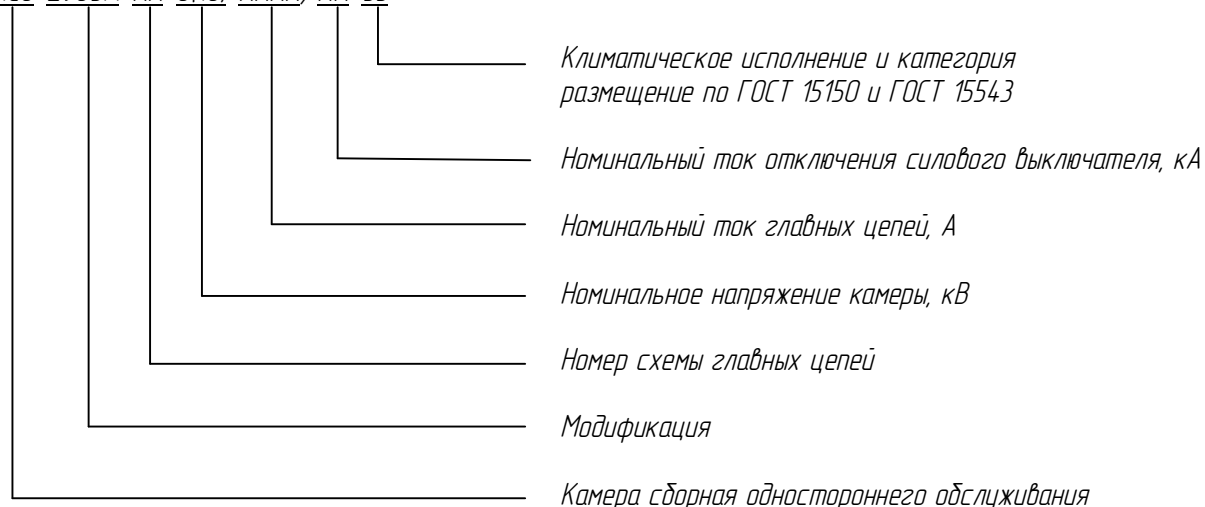 Климатическое исполнение и категория
размещение по ГОСТ 15150 и ГОСТ 15543
Номинальный ток отключения силового выключателя, кА
Номинальный ток главных цепей, А
Номинальное напряжение камеры, кВ
Номер схемы главных цепей
Модификация
Камера сборная одностороннего обслуживания